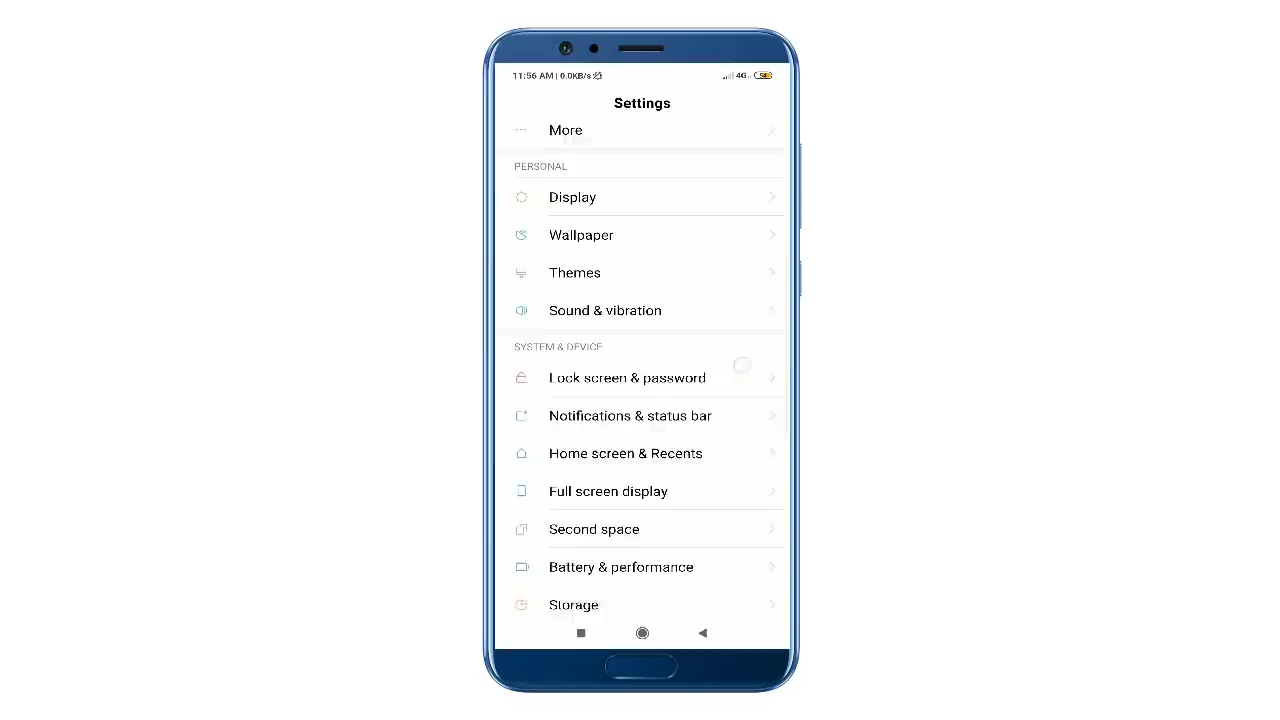 11:56 AM | 0.0KB/s
4G
54
Settings
More
PERSONAL
Display
Wallpaper
Themes
Sound & vibration
SYSTEM & DEVICE
Lock screen & password
Notifications & status bar
Home screen & Recents
Full screen display
Second space
Battery & performance
Storage